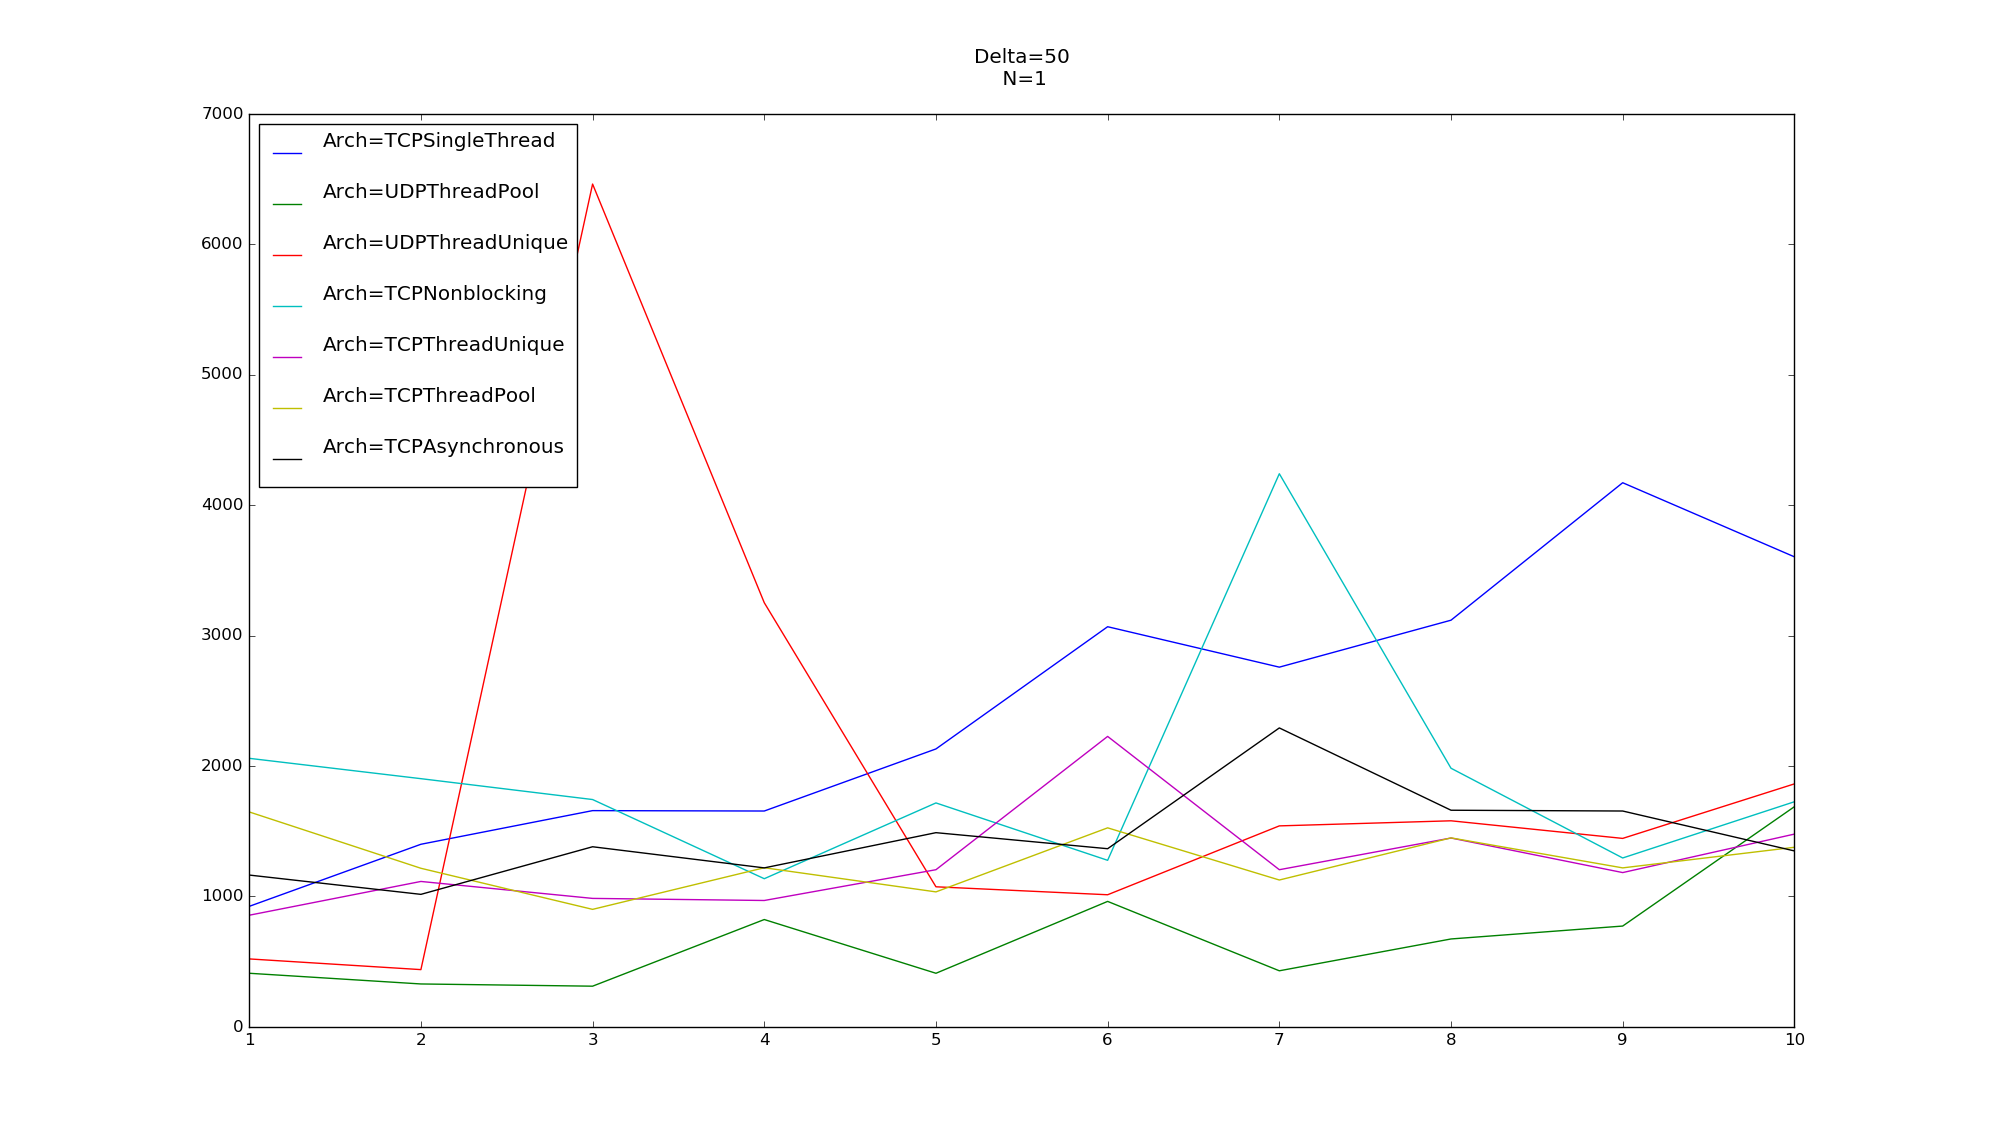 Delta=50
N=1
7000
6000
5000
4000
3000
2000
1000
0
Arch=TCPSingleThread
Arch=UDPThreadPool
Arch=UDPThreadUnique
Arch=TCPNonblocking
Arch=TCPThreadUnique
Arch=TCPThreadPool
Arch=TCPAsynchronous
1 2 3 4 5 6 7 8 9 10